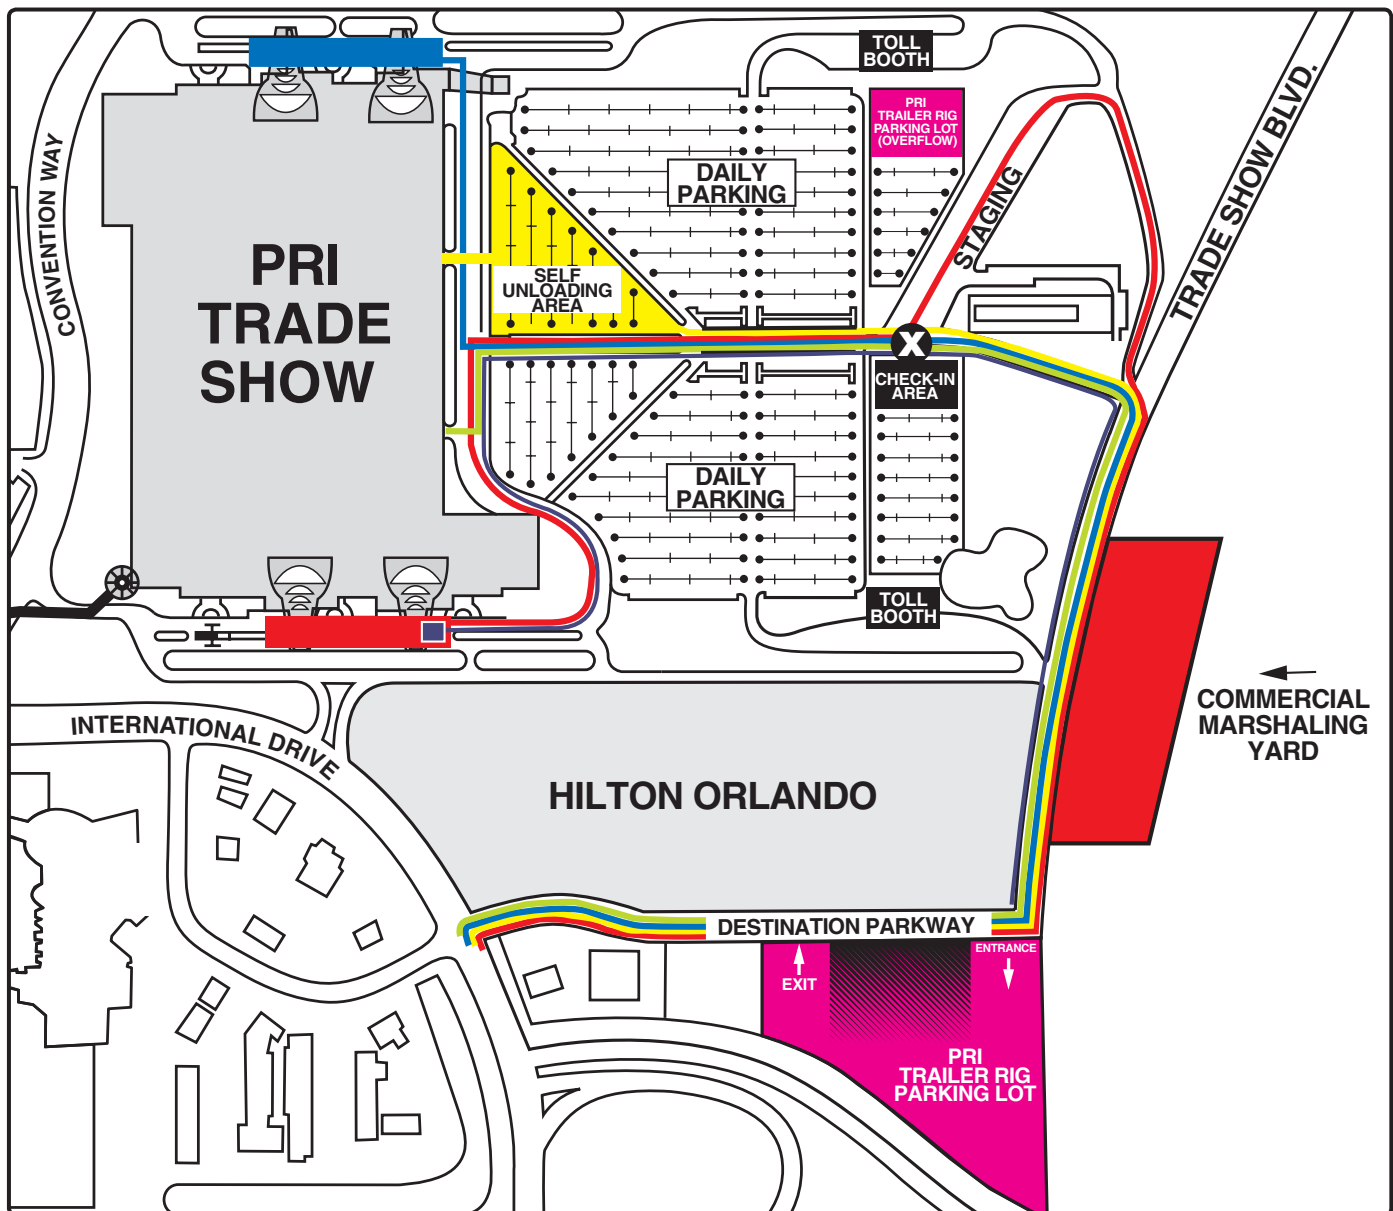 TOLL
BOOTH
PRI
TRAILER RIG
PARKING LOT
(OVERFLOW)
TRADE SHOW BLVD.
CONVENTION WAY
DAILY
PARKING
STAGING
PRI
TRADE
SHOW
SELF
UNLOADING
AREA
X
CHECK-IN
AREA
DAILY
PARKING
TOLL
BOOTH
COMMERCIAL
MARSHALING
YARD
INTERNATIONAL DRIVE
HILTON ORLANDO
DESTINATION PARKWAY
ENTRANCE
EXIT
PRI
TRAILER RIG
PARKING LOT